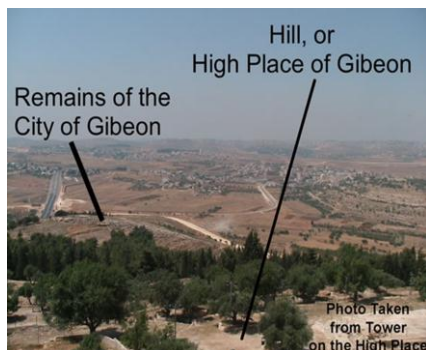 Hill, or
High Place of Gibeon
Remains of the
City of Gibeon
Photo Taken
from Tower
on the High Place